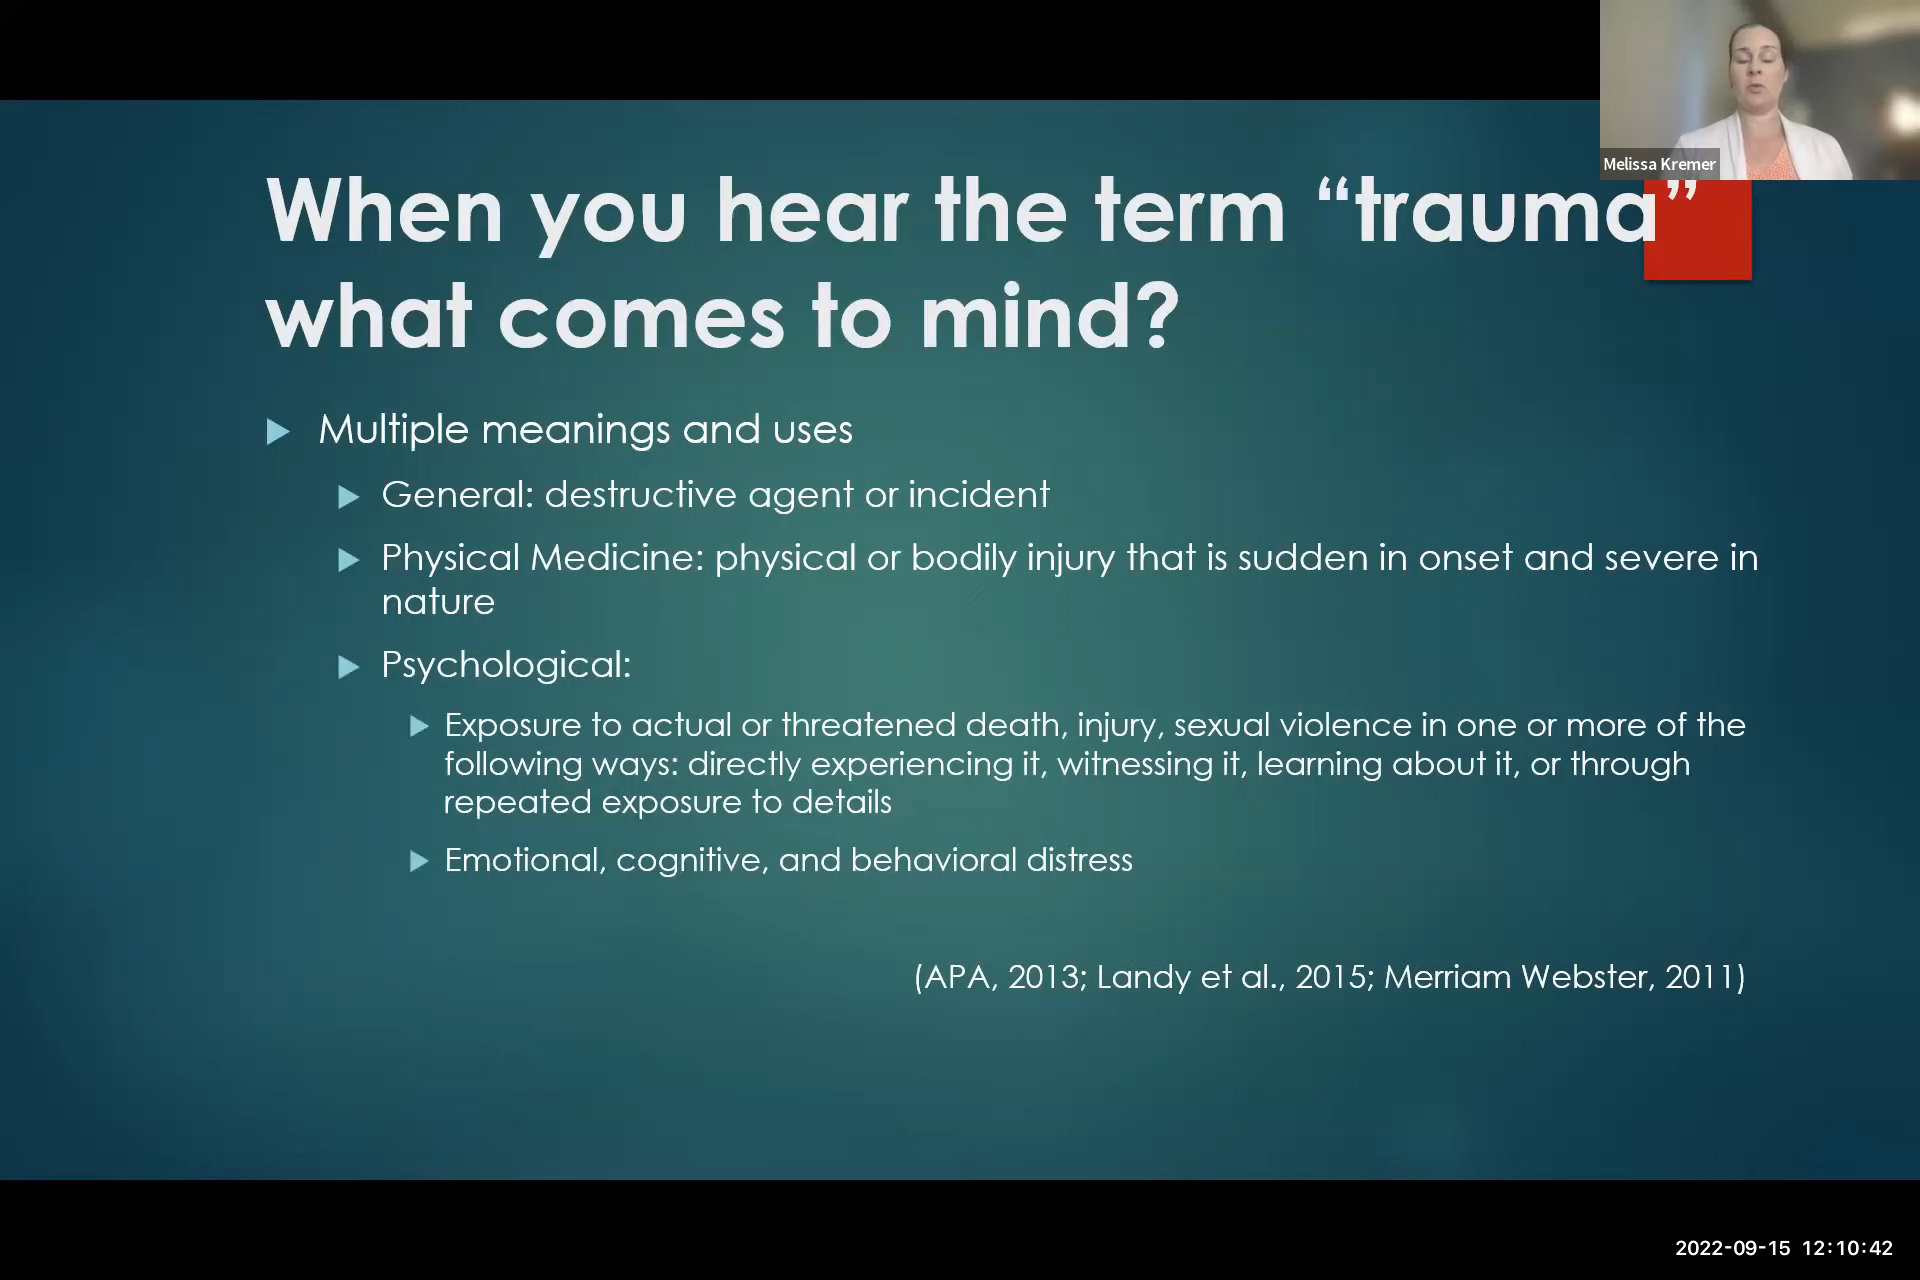 Melissa Kremer
When you hear the term “trauma”
what comes to mind?
Multiple meanings and uses
General: destructive agent or incident
Physical Medicine: physical or bodily injury that is sudden in onset and severe in
nature
Psychological:
Exposure to actual or threatened death, injury, sexual violence in one or more of the
following ways: directly experiencing it, witnessing it, learning about it, or through
repeated exposure to details
Emotional, cognitive, and behavioral distress
(APA, 2013; Landy et al., 2015; Merriam Webster, 2011)
2022-09-15 12:10:42